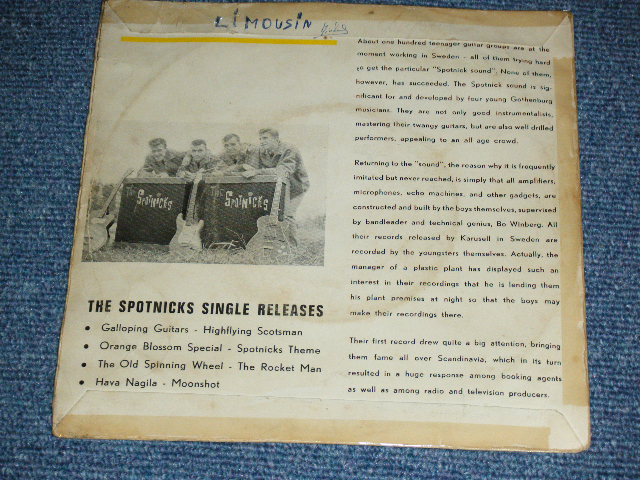 LIMOUSIN
About one hundred teenager guitar groups are at the
moment working in Sweden - all of them trying hard
to get the particular "Spotnick sound". None of them,
however, has succeeded. The Spotnick sound is sig-
nificant for and developed by four young Gothenburg
musicians. They are not only good instrumentalists,
mastering their twangy guitars, but are also well drilled
performers, appealing to an all age crowd.
Returning to the "sound", the reason why it is frequently
imitated but never reached, is simply that all amplifiers,
microphones, echo machines, and other gadgets, are
constructed and built by the boys themselves, supervised
by bandleader and technical genius, Bo Winberg. All
their records released by Karusell in Sweden are
recorded by the youngsters themselves. Actually, the
manager of a plastic plant has displayed such an
interest in their recordings that he is lending them
his plant premises at night so that the boys may
make their recordings there.
Their first record drew quite a big attention, bringing
them fame all over Scandinavia, which in its turn
resulted in a huge response among booking agents
as well as among radio and television producers.
THE SPOTNICKS
THE SPOTNICKS
THE SPOTNICKS SINGLE RELEASES
• Galloping Guitars - Highflying Scotsman
• Orange Blossom Special - Spotnicks Theme
• The Old Spinning Wheel - The Rocket Man
• Hava Nagila - Moonshot